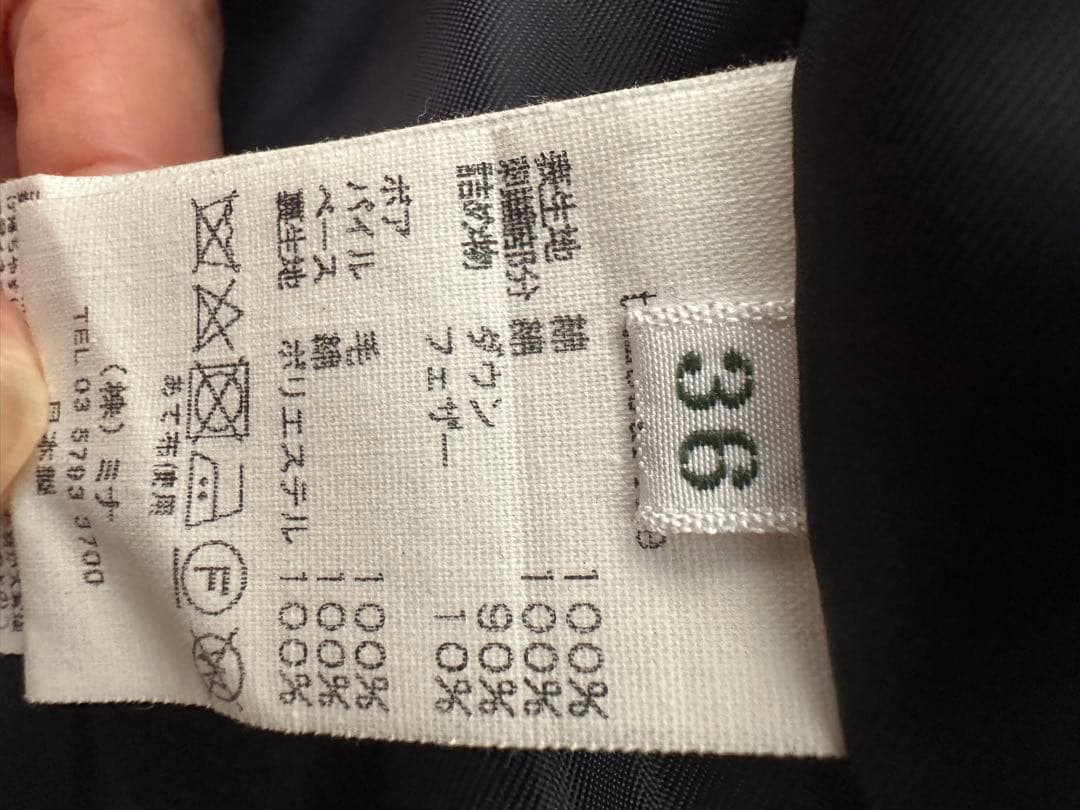 36
表生地 綿 100%
関節部分 綿 100%
詰め物 ダウン 90%
フェザー 10%
ボア
パイル 毛 100%
ベース 綿 100%
裏生地 ポリエステル 100%
あて布使用
(株)ミナ
TEL 03 5793 3700
日本製